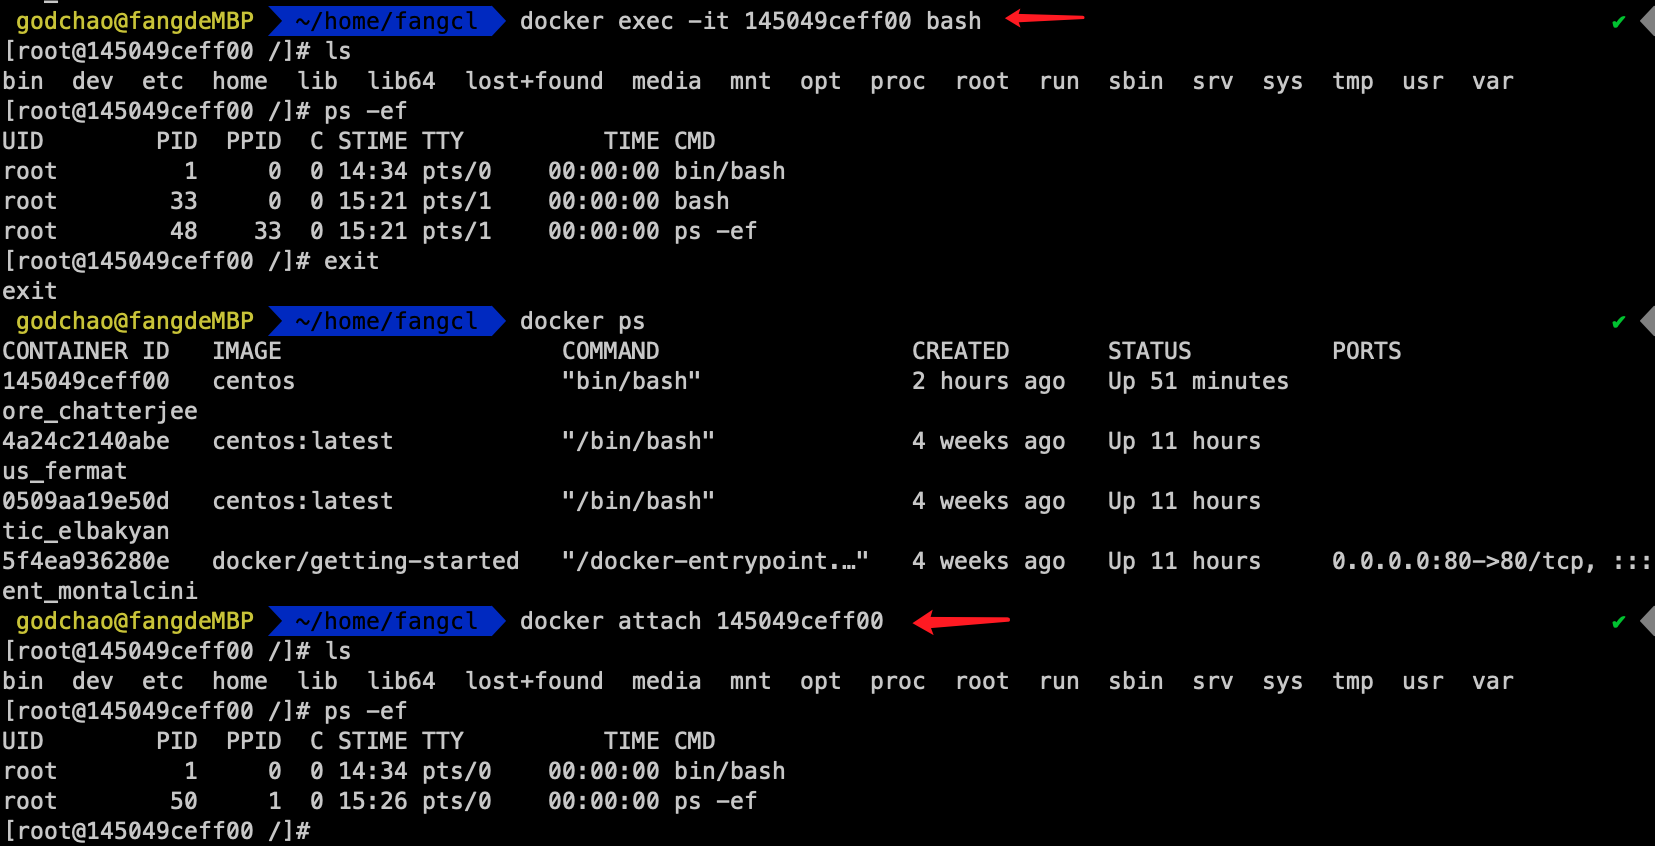 godchao@fangdeMBP ~/home/fangcl docker exec -it 145049ceff00 bash ✔
[root@145049ceff00 /]# ls
bin dev etc home lib lib64 lost+found media mnt opt proc root run sbin srv sys tmp usr var
[root@145049ceff00 /]# ps -ef
UID PID PPID C STIME TTY TIME CMD
root 1 0 0 14:34 pts/0 00:00:00 bin/bash
root 33 0 0 15:21 pts/1 00:00:00 bash
root 48 33 0 15:21 pts/1 00:00:00 ps -ef
[root@145049ceff00 /]# exit
exit
godchao@fangdeMBP ~/home/fangcl docker ps ✔
CONTAINER ID IMAGE COMMAND CREATED STATUS PORTS
145049ceff00 centos "bin/bash" 2 hours ago Up 51 minutes
ore_chatterjee
4a24c2140abe centos:latest "/bin/bash" 4 weeks ago Up 11 hours
us_fermat
0509aa19e50d centos:latest "/bin/bash" 4 weeks ago Up 11 hours
tic_elbakyan
5f4ea936280e docker/getting-started "/docker-entrypoint.…" 4 weeks ago Up 11 hours 0.0.0.0:80->80/tcp, :::
ent_montalcini
godchao@fangdeMBP ~/home/fangcl docker attach 145049ceff00 ✔
[root@145049ceff00 /]# ls
bin dev etc home lib lib64 lost+found media mnt opt proc root run sbin srv sys tmp usr var
[root@145049ceff00 /]# ps -ef
UID PID PPID C STIME TTY TIME CMD
root 1 0 0 14:34 pts/0 00:00:00 bin/bash
root 50 1 0 15:26 pts/0 00:00:00 ps -ef
[root@145049ceff00 /]#